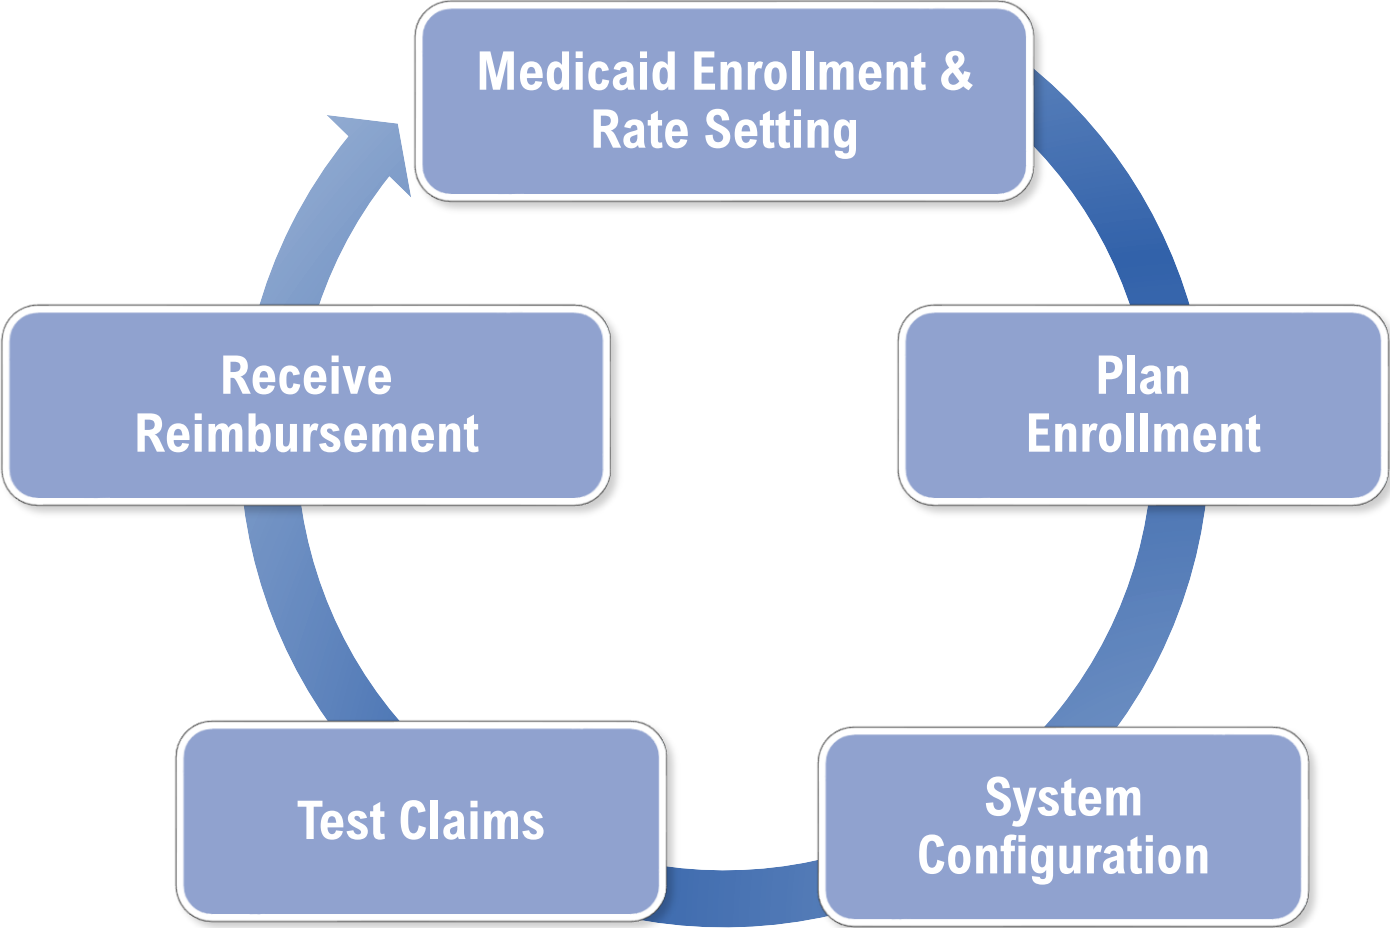 Medicaid Enrollment &
Rate Setting
Plan
Enrollment
System
Configuration
Test Claims
Receive
Reimbursement